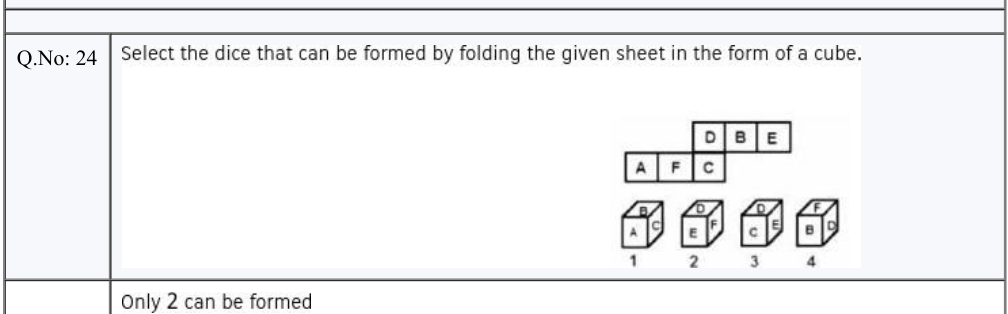 Q.No: 24 Select the dice that can be formed by folding the given sheet in the form of a cube.
D B E
A F C
B D D F
A C E F C E B D
1 2 3 4
Only 2 can be formed